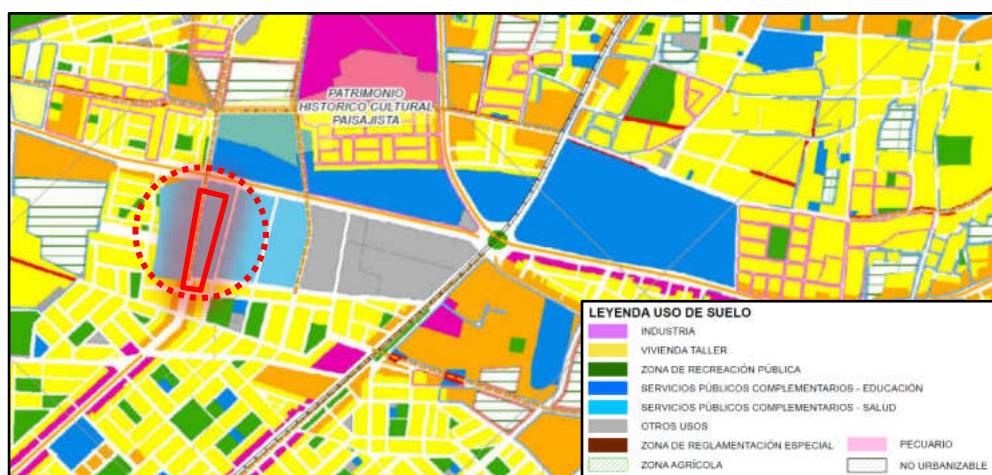 PATRIMONIO
HISTORICO CULTURAL
PAISAJISTA
LEYENDA USO DE SUELO
INDUSTRIA
VIVIENDA TALLER
ZONA DE RECREACIÓN PÚBLICA
SERVICIOS PÚBLICOS COMPLEMENTARIOS - EDUCACIÓN
SERVICIOS PÚBLICOS COMPLEMENTARIOS - SALUD
OTROS USOS
ZONA DE REGLAMENTACIÓN ESPECIAL
ZONA AGRÍCOLA
PECUARIO
NO URBANIZABLE